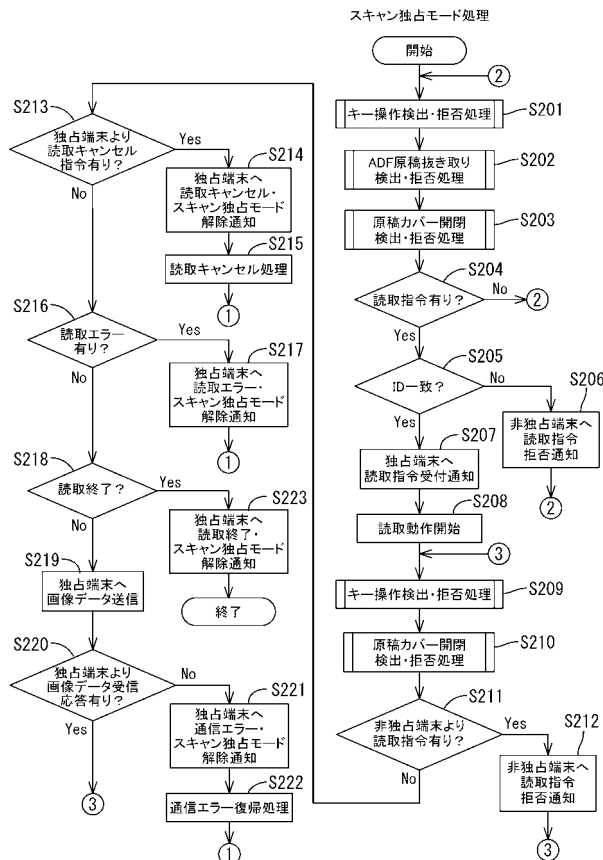 スキャン独占モード処理
開始
②
キー操作検出・拒否処理
S201
ADF原稿抜き取り
検出・拒否処理
S202
原稿カバー開閉
検出・拒否処理
S203
S204
読取指令有り？
No
②
Yes
S205
ID一致？
No
S206
非独占端末へ
読取指令
拒否通知
②
Yes
S207
独占端末へ
読取指令受付通知
S208
読取動作開始
③
キー操作検出・拒否処理
S209
原稿カバー開閉
検出・拒否処理
S210
S211
非独占端末より
読取指令有り？
Yes
S212
非独占端末へ
読取指令
拒否通知
③
No
S213
独占端末より
読取キャンセル
指令有り？
Yes
S214
独占端末へ
読取キャンセル・
スキャン独占モード
解除通知
S215
読取キャンセル処理
①
No
S216
読取エラー
有り？
Yes
S217
独占端末へ
読取エラー・
スキャン独占モード
解除通知
①
No
S218
読取終了？
Yes
S223
独占端末へ
読取終了・
スキャン独占モード
解除通知
終了
No
S219
独占端末へ
画像データ送信
S220
独占端末より
画像データ受信
応答有り？
No
S221
独占端末へ
通信エラー・
スキャン独占モード
解除通知
S222
通信エラー復帰処理
①
Yes
③